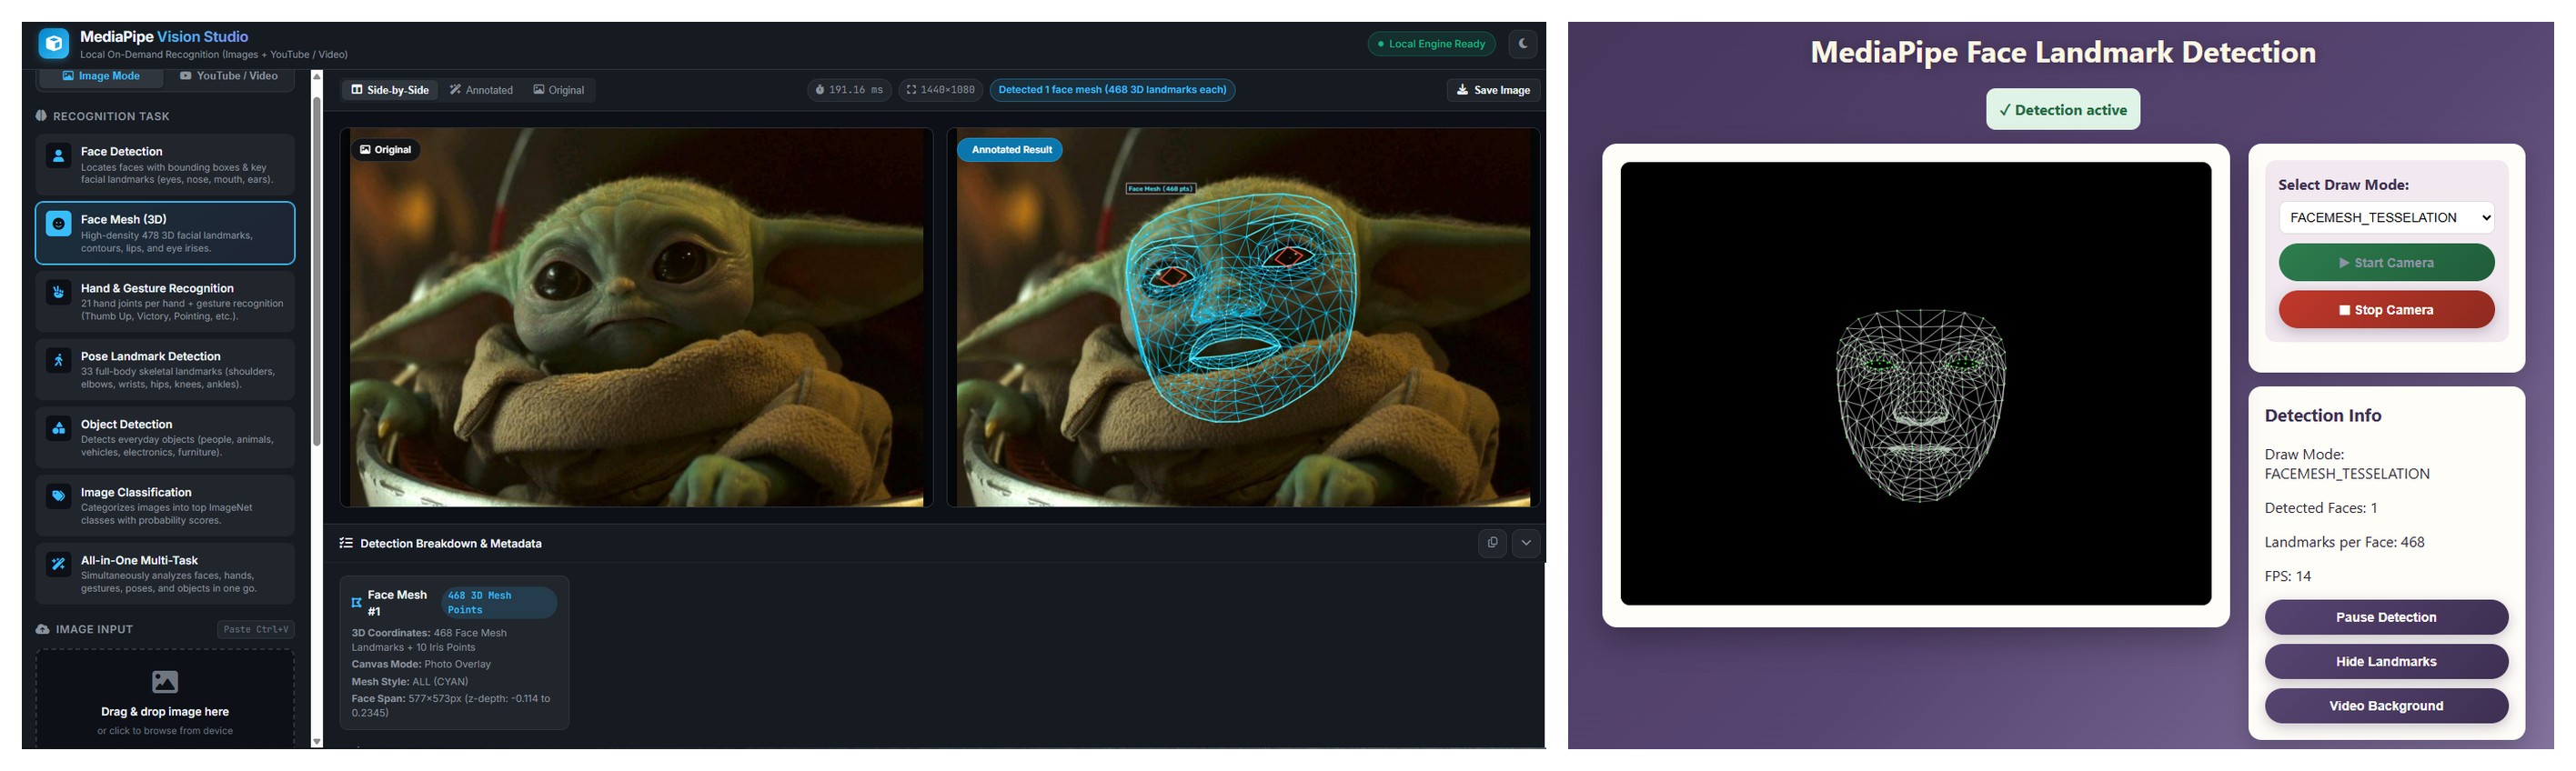 MediaPipe Vision Studio
Local On-Demand Recognition (Images + YouTube / Video)
Local Engine Ready
Image Mode
YouTube / Video
RECOGNITION TASK
Face Detection
Locates faces with bounding boxes & key
facial landmarks (eyes, nose, mouth, ears).
Face Mesh (3D)
High-density 478 3D facial landmarks,
contours, lips, and eye irises.
Hand & Gesture Recognition
21 hand joints per hand + gesture recognition
(Thumb Up, Victory, Pointing, etc.).
Pose Landmark Detection
33 full-body skeletal landmarks (shoulders,
elbows, wrists, hips, knees, ankles).
Object Detection
Detects everyday objects (people, animals,
vehicles, electronics, furniture).
Image Classification
Categorizes images into top ImageNet
classes with probability scores.
All-in-One Multi-Task
Simultaneously analyzes faces, hands,
gestures, poses, and objects in one go.
IMAGE INPUT
Paste Ctrl+V
Drag & drop image here
or click to browse from device
Side-by-Side
Annotated
Original
191.16 ms
1440×1080
Detected 1 face mesh (468 3D landmarks each)
Save Image
Original
Annotated Result
Face Mesh (468 pts)
Detection Breakdown & Metadata
Face Mesh
#1
468 3D Mesh
Points
3D Coordinates: 468 Face Mesh
Landmarks + 10 Iris Points
Canvas Mode: Photo Overlay
Mesh Style: ALL (CYAN)
Face Span: 577×573px (z-depth: -0.114 to
0.2345)
MediaPipe Face Landmark Detection
✓ Detection active
Select Draw Mode:
FACEMESH_TESSELATION
▶ Start Camera
■ Stop Camera
Detection Info
Draw Mode:
FACEMESH_TESSELATION
Detected Faces: 1
Landmarks per Face: 468
FPS: 14
Pause Detection
Hide Landmarks
Video Background